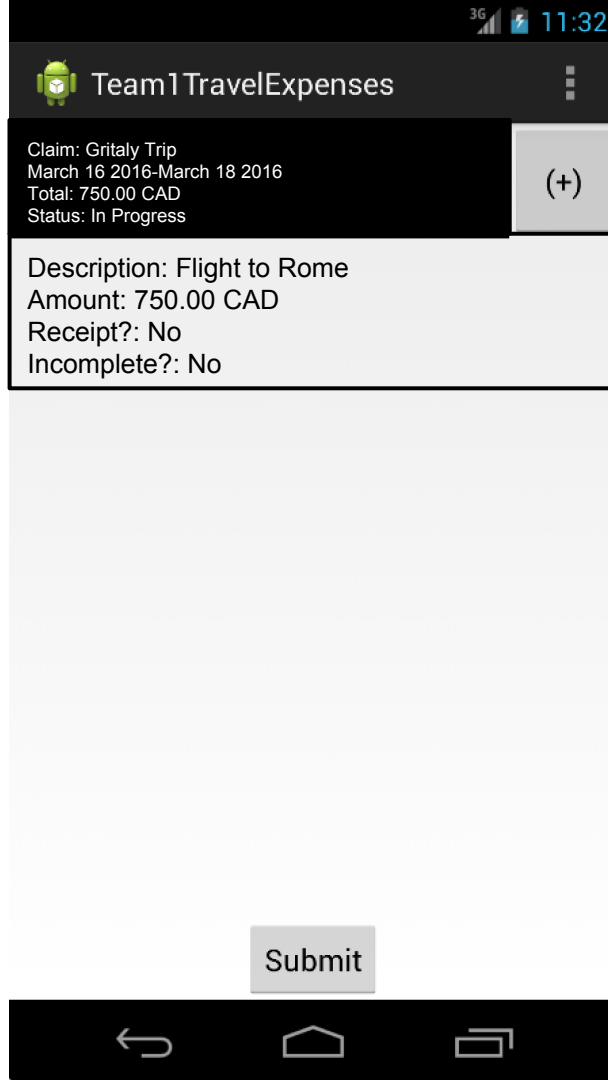 3G 11:32
Team1TravelExpenses
Claim: Gritaly Trip
March 16 2016-March 18 2016
Total: 750.00 CAD
Status: In Progress
(+)
Description: Flight to Rome
Amount: 750.00 CAD
Receipt?: No
Incomplete?: No
Submit